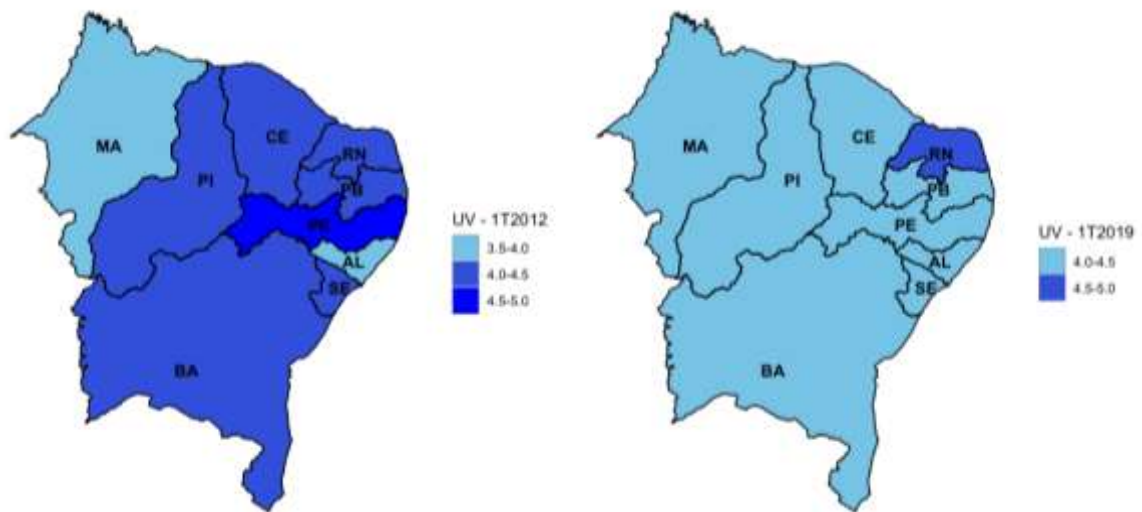 MA
CE
RN
PI
PB
PE
AL
SE
BA
UV - 1T2012
3.5-4.0
4.0-4.5
4.5-5.0
MA
CE
RN
PI
PB
PE
AL
SE
BA
UV - 1T2019
4.0-4.5
4.5-5.0